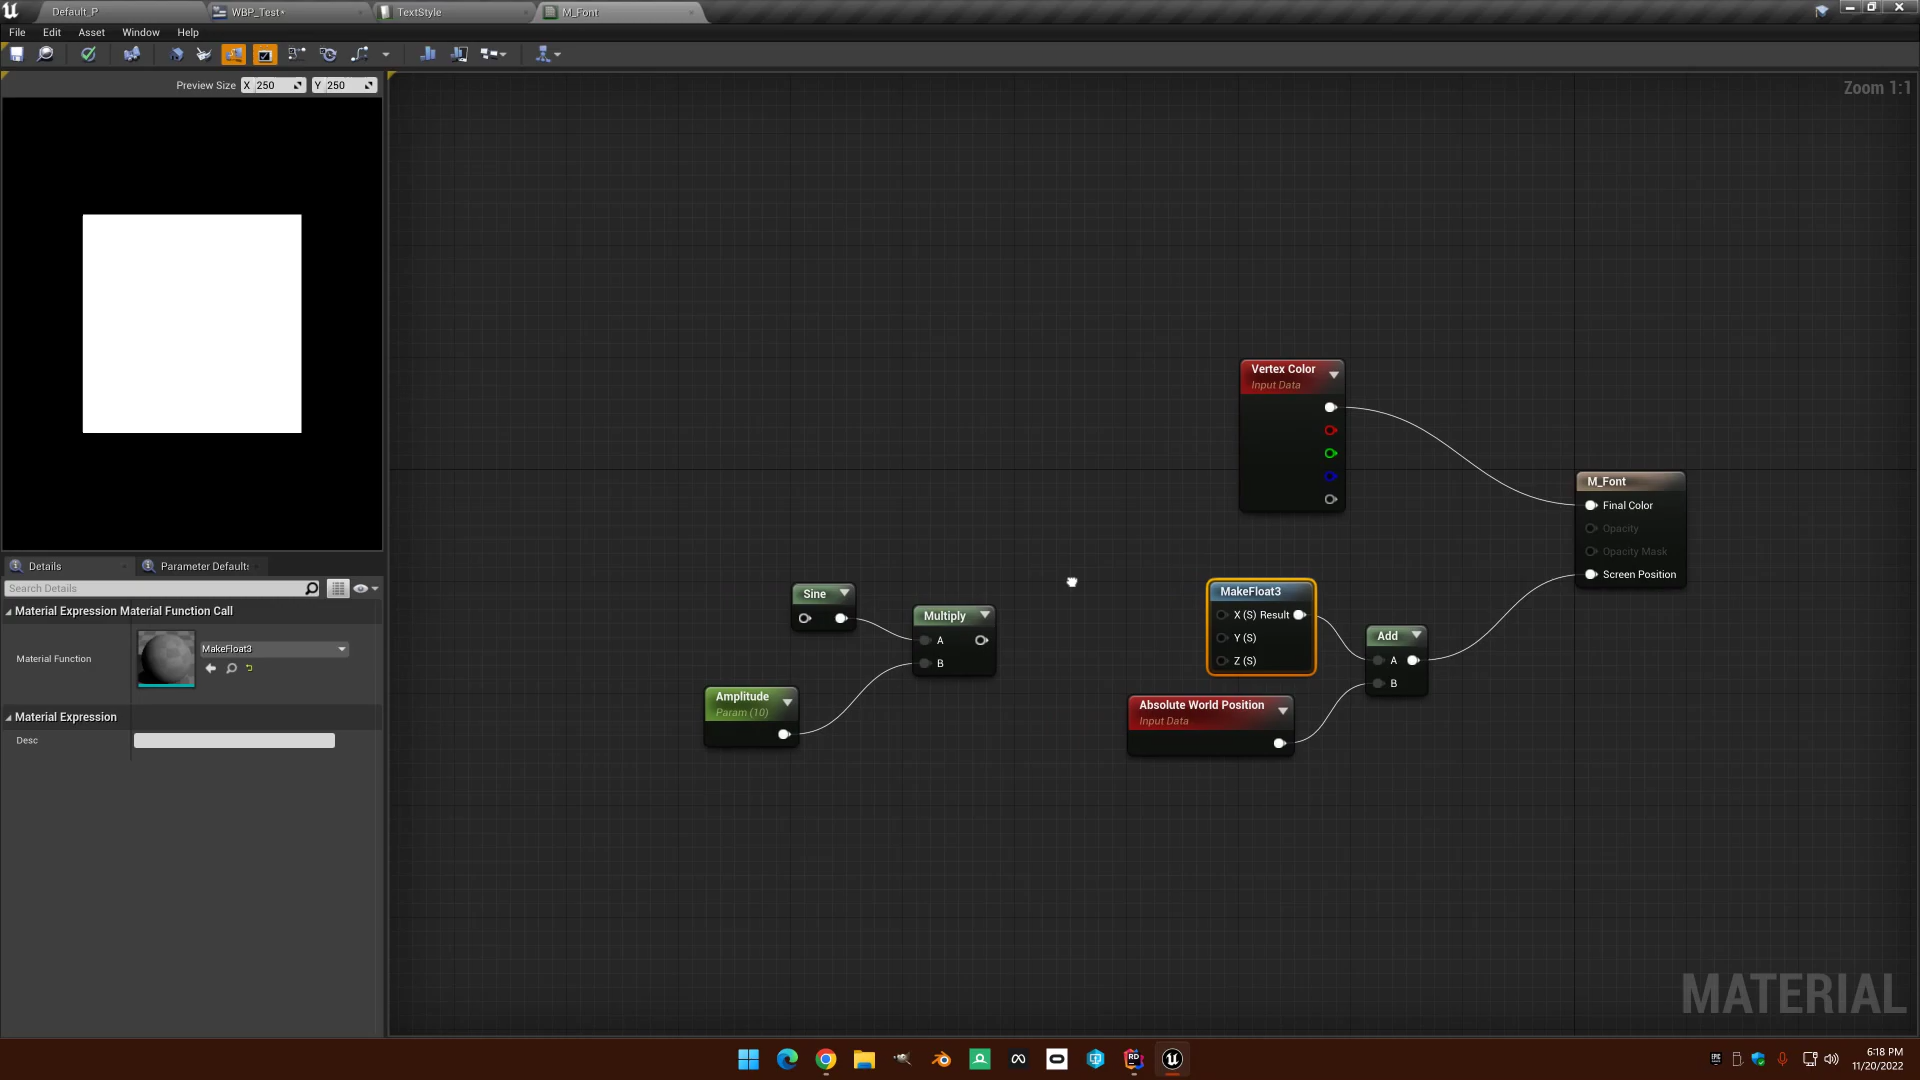 Default_P
WBP_Test*
TextStyle
M_Font
File
Edit
Asset
Window
Help
Preview Size
X
250
Y
250
Zoom 1:1
Details
Parameter Default:
Search Details
Material Expression Material Function Call
Material Function
MakeFloat3
Material Expression
Desc
Vertex Color
Input Data
M_Font
Final Color
Opacity
Opacity Mask
Screen Position
Sine
Multiply
A
B
Amplitude
Param (10)
MakeFloat3
X (S) Result
Y (S)
Z (S)
Add
A
B
Absolute World Position
Input Data
MATERIAL
6:18 PM
11/20/2022